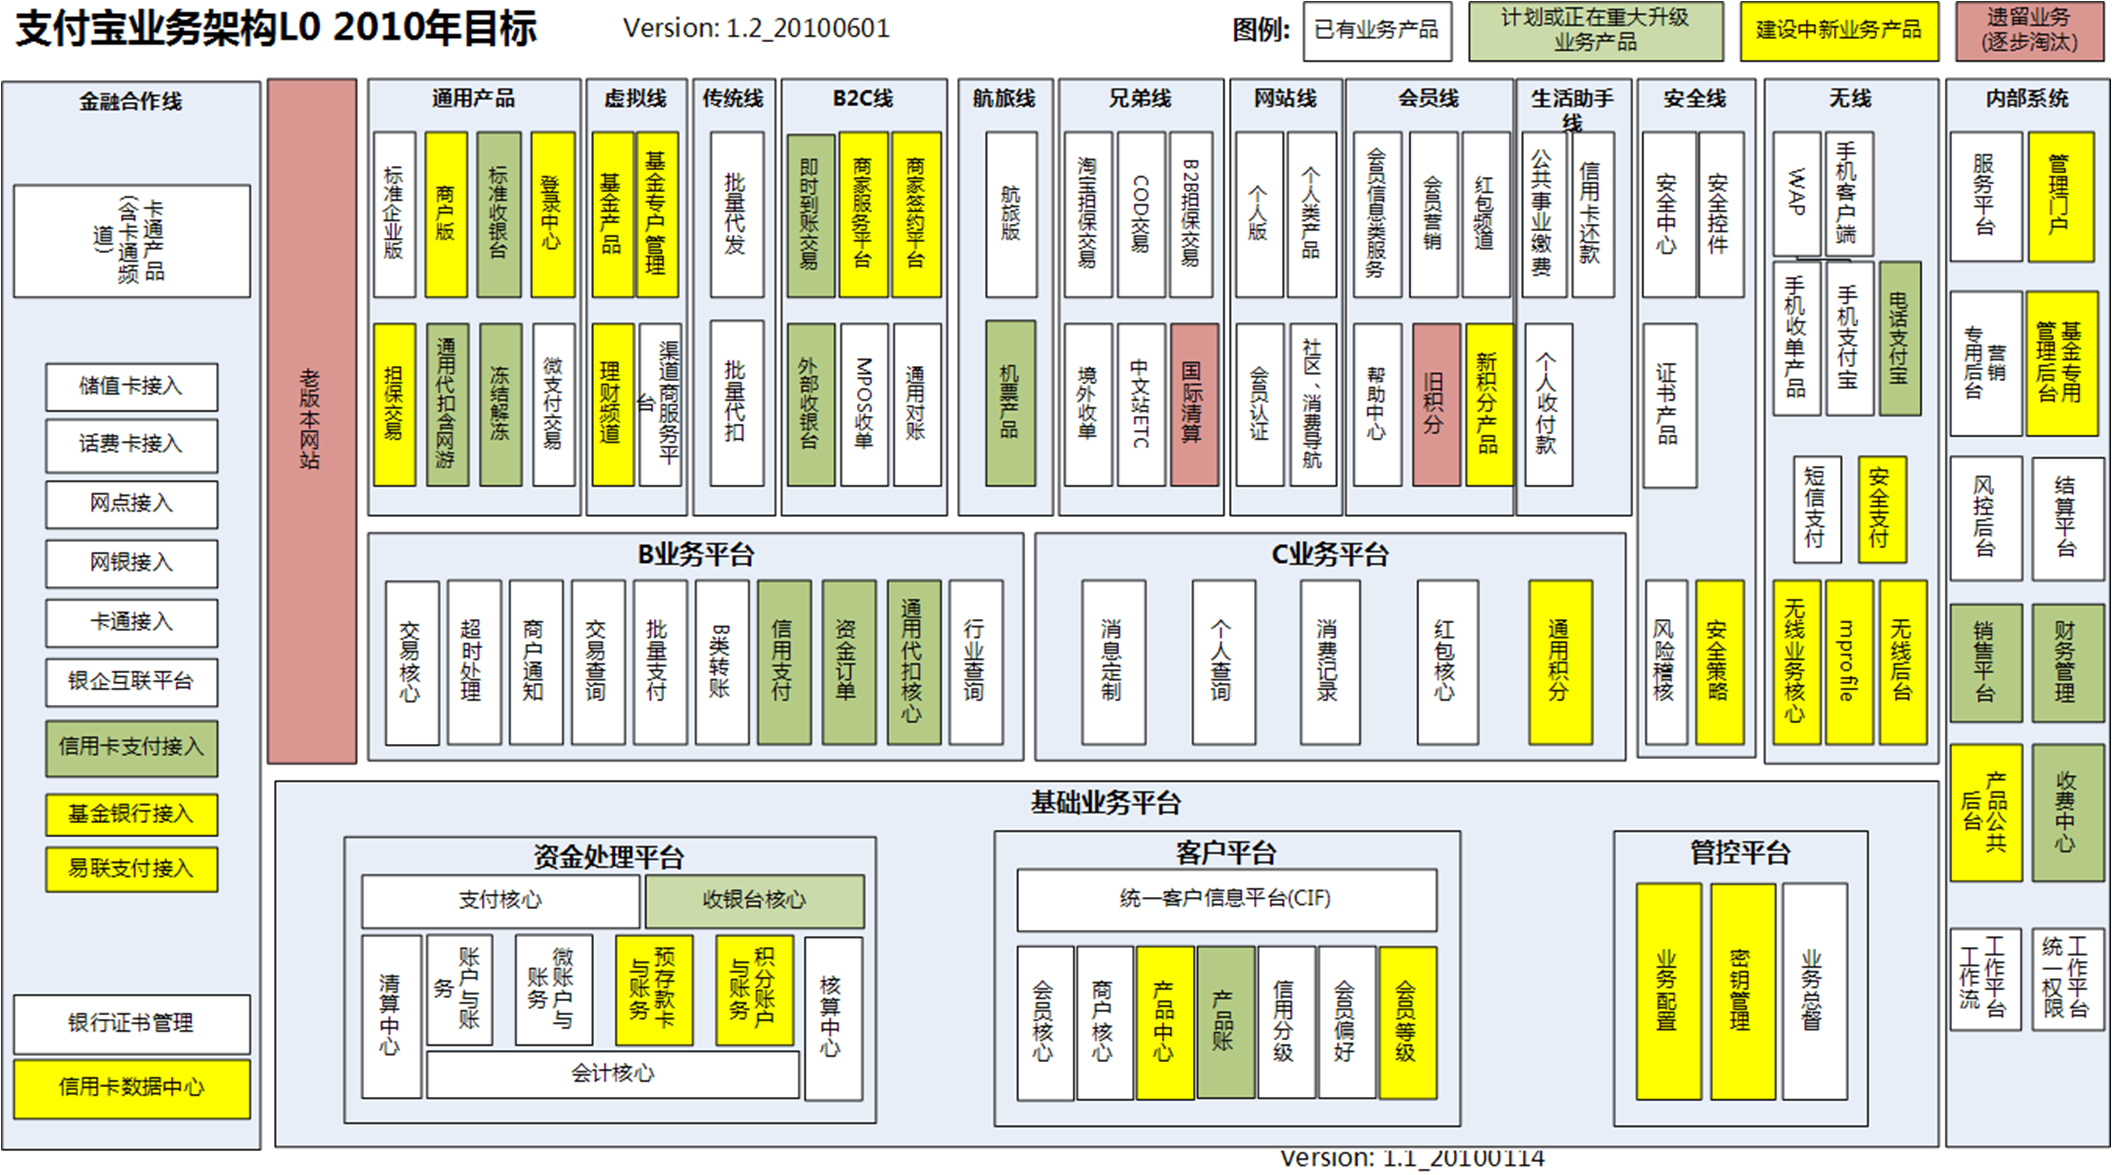 支付宝业务架构L0 2010年目标
Version: 1.2_20100601
图例:
已有业务产品
计划或正在重大升级
业务产品
建设中新业务产品
遗留业务
(逐步淘汰)
金融合作线
卡通产品
(含卡通频
道)
储值卡接入
话费卡接入
网点接入
网银接入
卡通接入
银企互联平台
信用卡支付接入
基金银行接入
易联支付接入
银行证书管理
信用卡数据中心
老版本网站
通用产品
标准企业版
商户版
标准收银台
登录中心
担保交易
通用代扣含网游
冻结解冻
微支付交易
虚拟线
基金产品
基金专户管理
理财频道
渠道商服务平
台
传统线
批量代发
批量代扣
B2C线
即时到账交易
商家服务平台
商家签约平台
外部收银台
MPOS收单
通用对账
航旅线
航旅版
机票产品
兄弟线
淘宝担保交易
COD交易
B2B担保交易
境外收单
中文站ETC
国际清算
网站线
个人版
个人类产品
会员认证
社区、消费导航
会员线
会员信息类服务
会员营销
红包频道
帮助中心
旧积分
新积分产品
生活助手
线
公共事业缴费
信用卡还款
个人收付款
安全线
安全中心
安全控件
证书产品
风险稽核
安全策略
无线
WAP
手机客户端
手机收单产品
手机支付宝
电话支付宝
短信支付
安全支付
无线业务核心
mprofile
无线后台
内部系统
服务平台
管理门户
营销
专用后台
基金专用
管理后台
风控后台
结算平台
销售平台
财务管理
产品公共
后台
收费中心
工作平台
工作流
工作平台
统一权限
B业务平台
交易核心
超时处理
商户通知
交易查询
批量支付
B类转账
信用支付
资金订单
通用代扣核心
行业查询
C业务平台
消息定制
个人查询
消费记录
红包核心
通用积分
基础业务平台
资金处理平台
支付核心
收银台核心
清算中心
账户与账
务
微账户与
账务
预存款卡
与账务
积分账户
与账务
核算中心
会计核心
客户平台
统一客户信息平台(CIF)
会员核心
商户核心
产品中心
产品账
信用分级
会员偏好
会员等级
管控平台
业务配置
密钥管理
业务总督
Version: 1.1_20100114